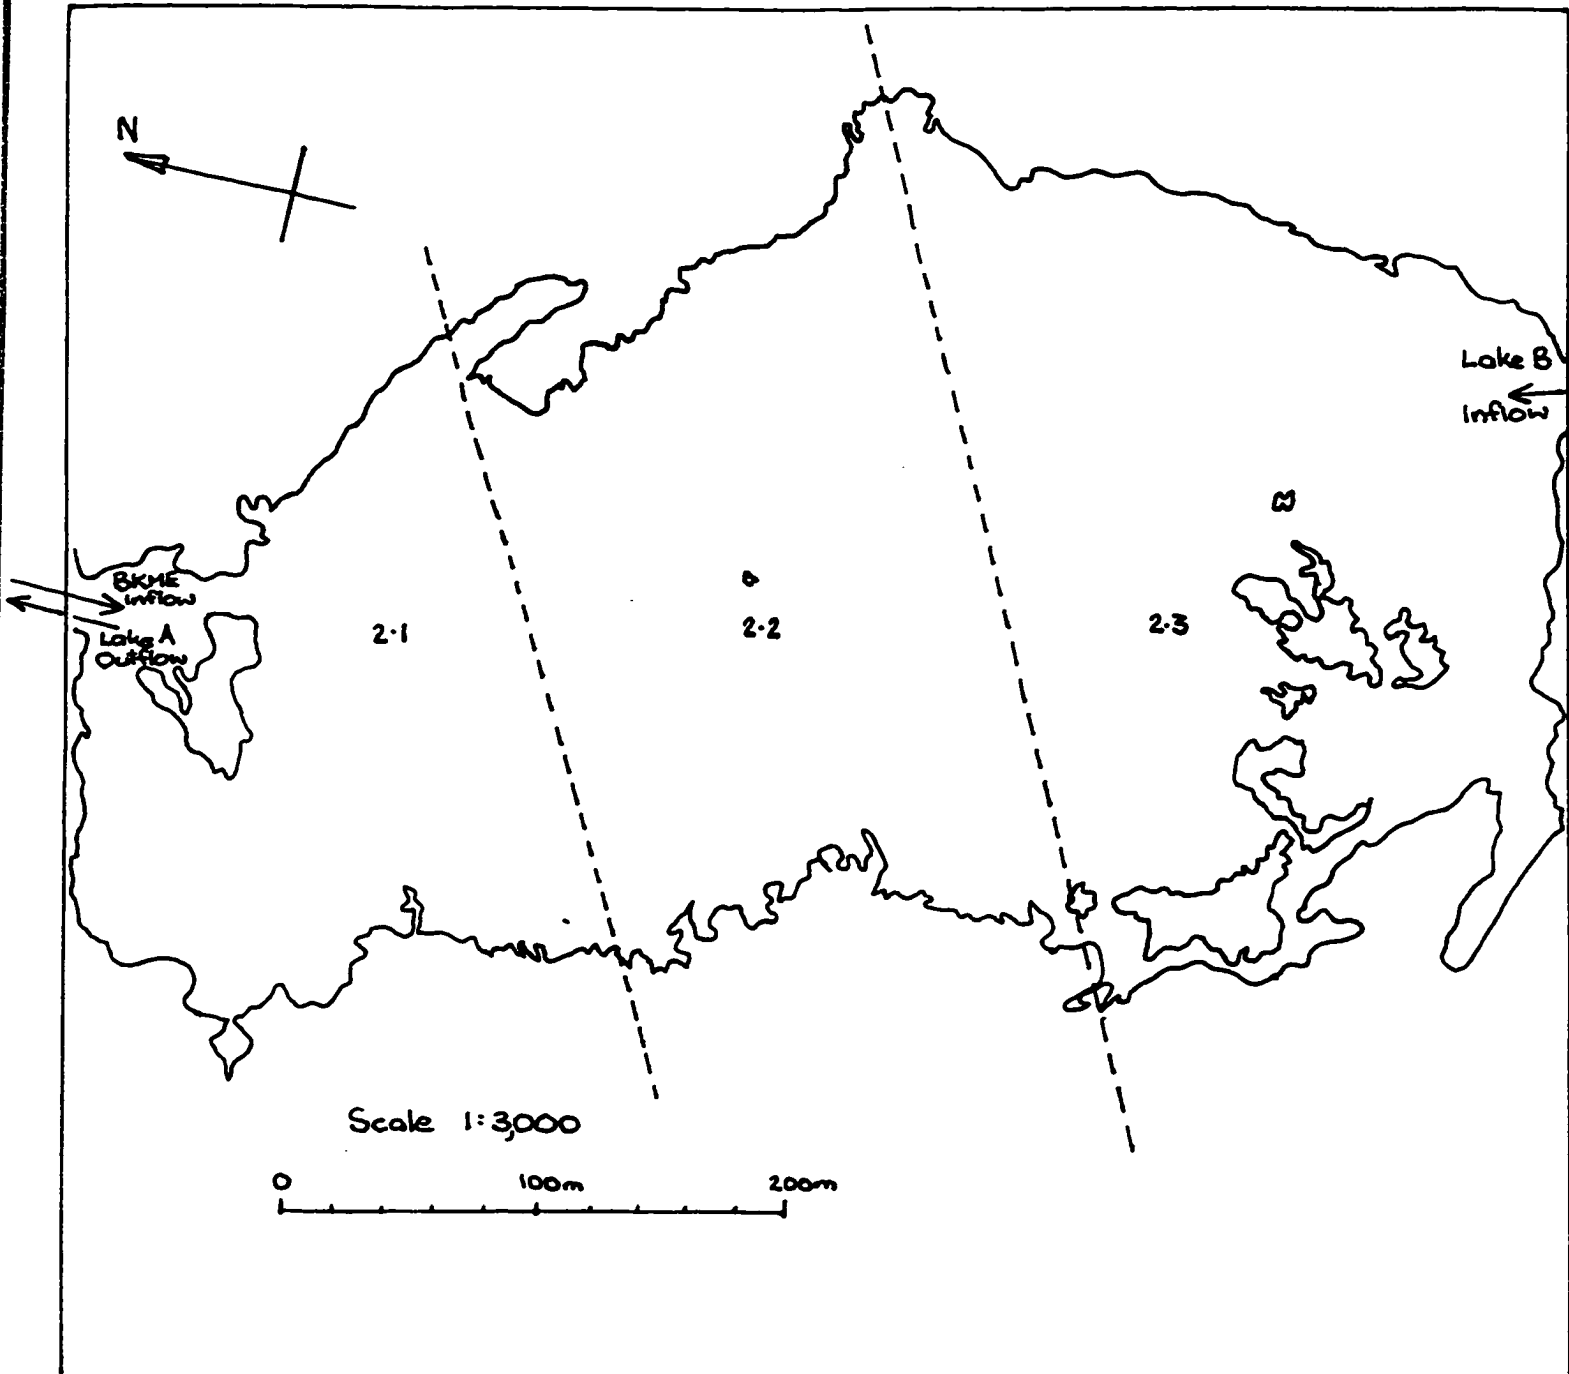 N
Lake B
Inflow
BKME
Inflow
Lake A
Outflow
2·1
2·2
2·3
Scale 1:3,000
0 100m 200m